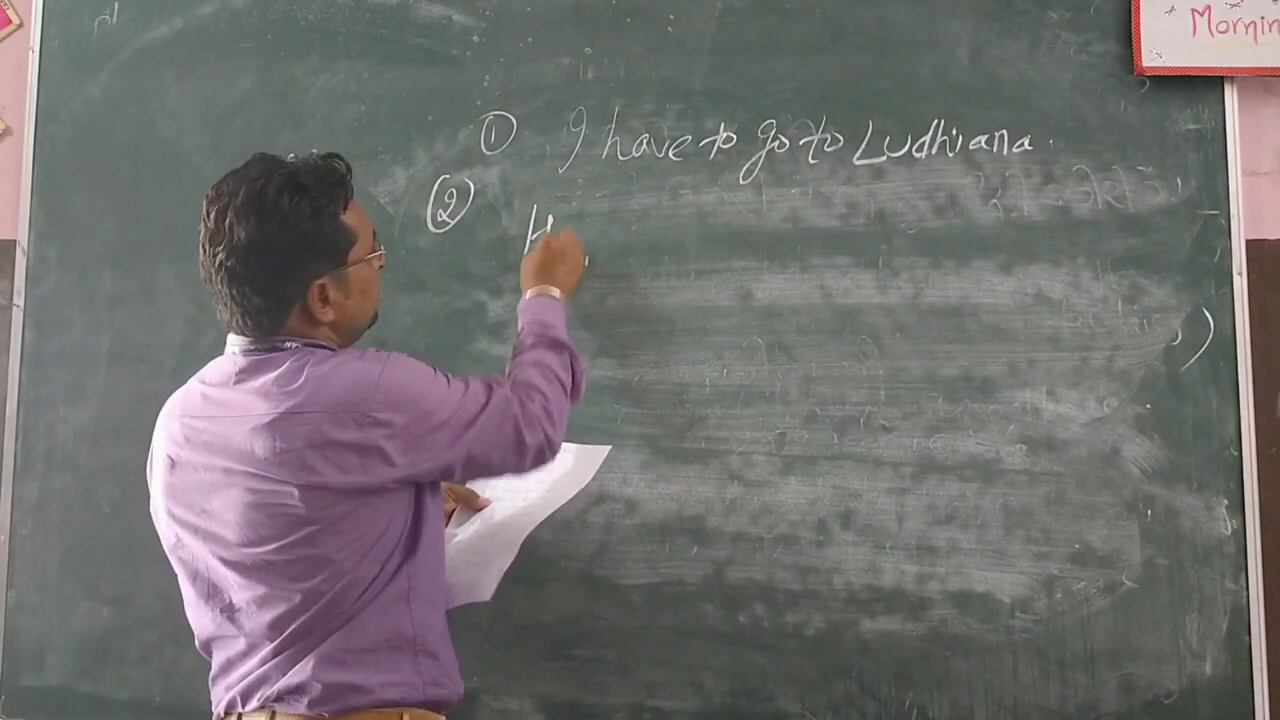 ① I have to go to Ludhiana.
② H
Mornin